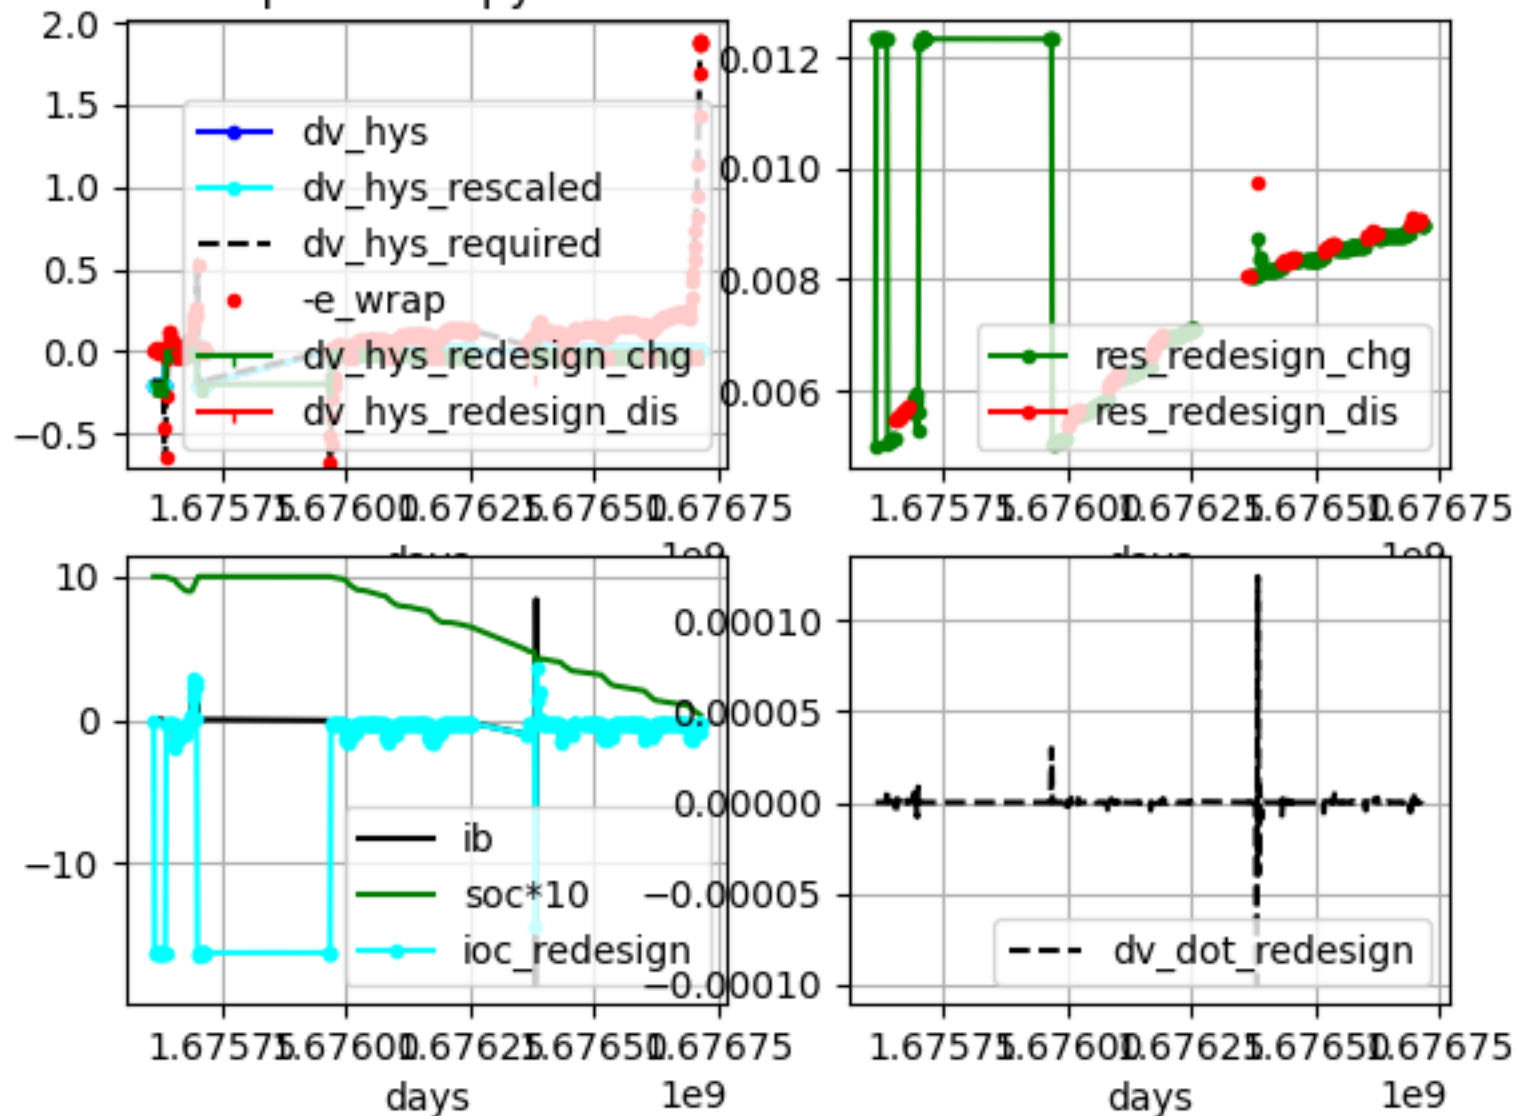 2.0
1.5
1.0
0.5
0.0
−0.5
dv_hys
dv_hys_rescaled
dv_hys_required
-e_wrap
dv_hys_redesign_chg
dv_hys_redesign_dis
1.67575 1.67600 1.67625 1.67650 1.67675
days
1e9
0.012
0.010
0.008
0.006
res_redesign_chg
res_redesign_dis
1.67575 1.67600 1.67625 1.67650 1.67675
days
1e9
10
0
−10
ib
soc*10
ioc_redesign
1.67575 1.67600 1.67625 1.67650 1.67675
days
1e9
0.00010
0.00005
0.00000
−0.00005
−0.00010
dv_dot_redesign
1.67575 1.67600 1.67625 1.67650 1.67675
days
1e9